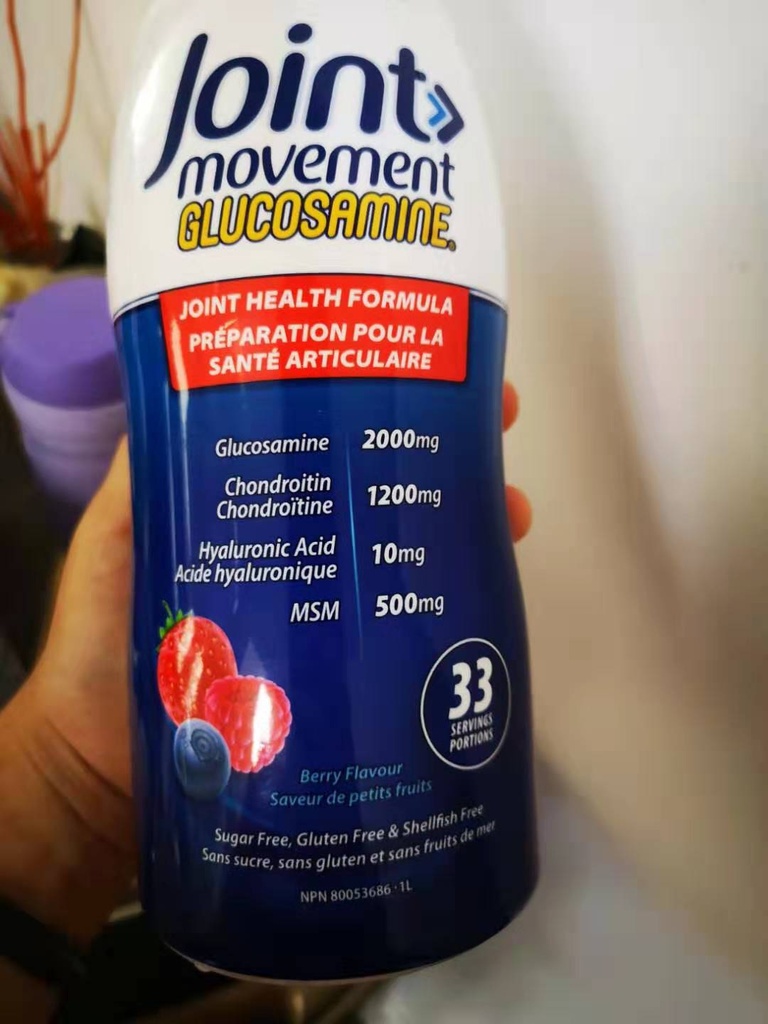 Joint
movement
GLUCOSAMINE®
JOINT HEALTH FORMULA
PRÉPARATION POUR LA
SANTÉ ARTICULAIRE
Glucosamine 2000mg
Chondroitin
Chondroïtine 1200mg
Hyaluronic Acid
Acide hyaluronique 10mg
MSM 500mg
33
SERVINGS
PORTIONS
Berry Flavour
Saveur de petits fruits
Sugar Free, Gluten Free & Shellfish Free
Sans sucre, sans gluten et sans fruits de mer
NPN 80053686 · 1L